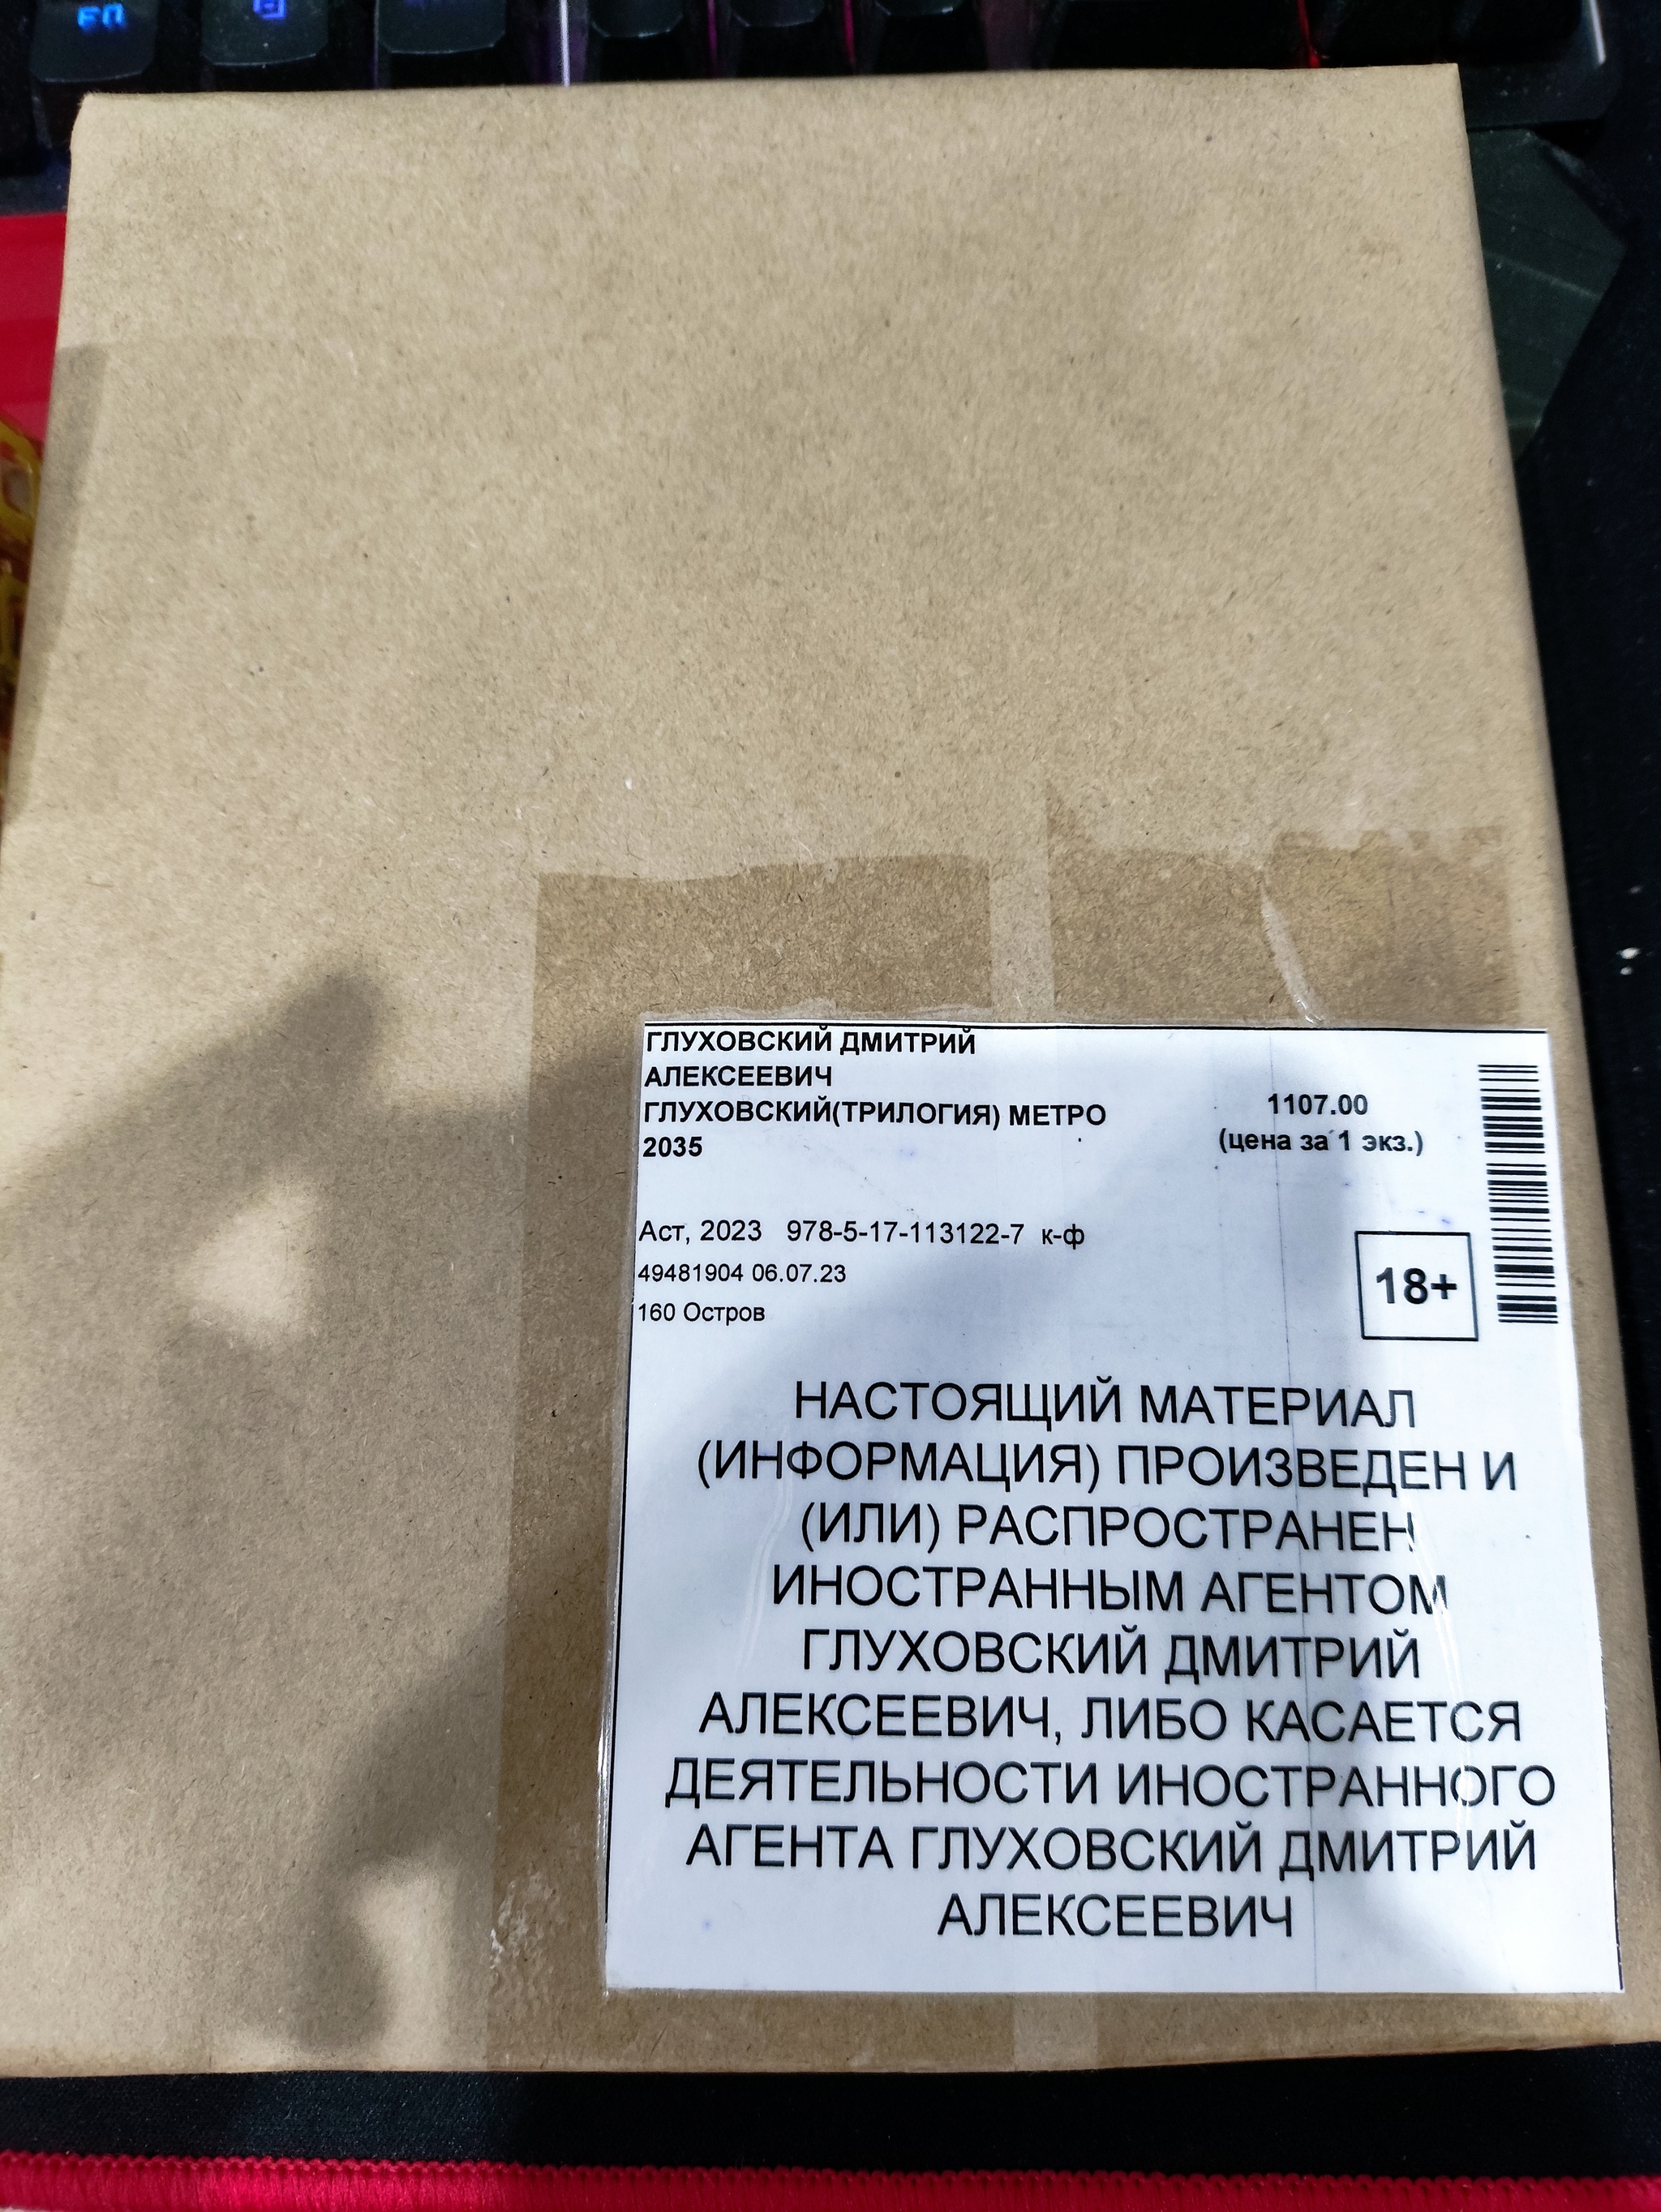 ГЛУХОВСКИЙ ДМИТРИЙ
АЛЕКСЕЕВИЧ
ГЛУХОВСКИЙ(ТРИЛОГИЯ) МЕТРО
2035
1107.00
(цена за 1 экз.)
Аст, 2023 978-5-17-113122-7 к-ф
49481904 06.07.23
160 Остров
18+
НАСТОЯЩИЙ МАТЕРИАЛ
(ИНФОРМАЦИЯ) ПРОИЗВЕДЕН И
(ИЛИ) РАСПРОСТРАНЕН
ИНОСТРАННЫМ АГЕНТОМ
ГЛУХОВСКИЙ ДМИТРИЙ
АЛЕКСЕЕВИЧ, ЛИБО КАСАЕТСЯ
ДЕЯТЕЛЬНОСТИ ИНОСТРАННОГО
АГЕНТА ГЛУХОВСКИЙ ДМИТРИЙ
АЛЕКСЕЕВИЧ